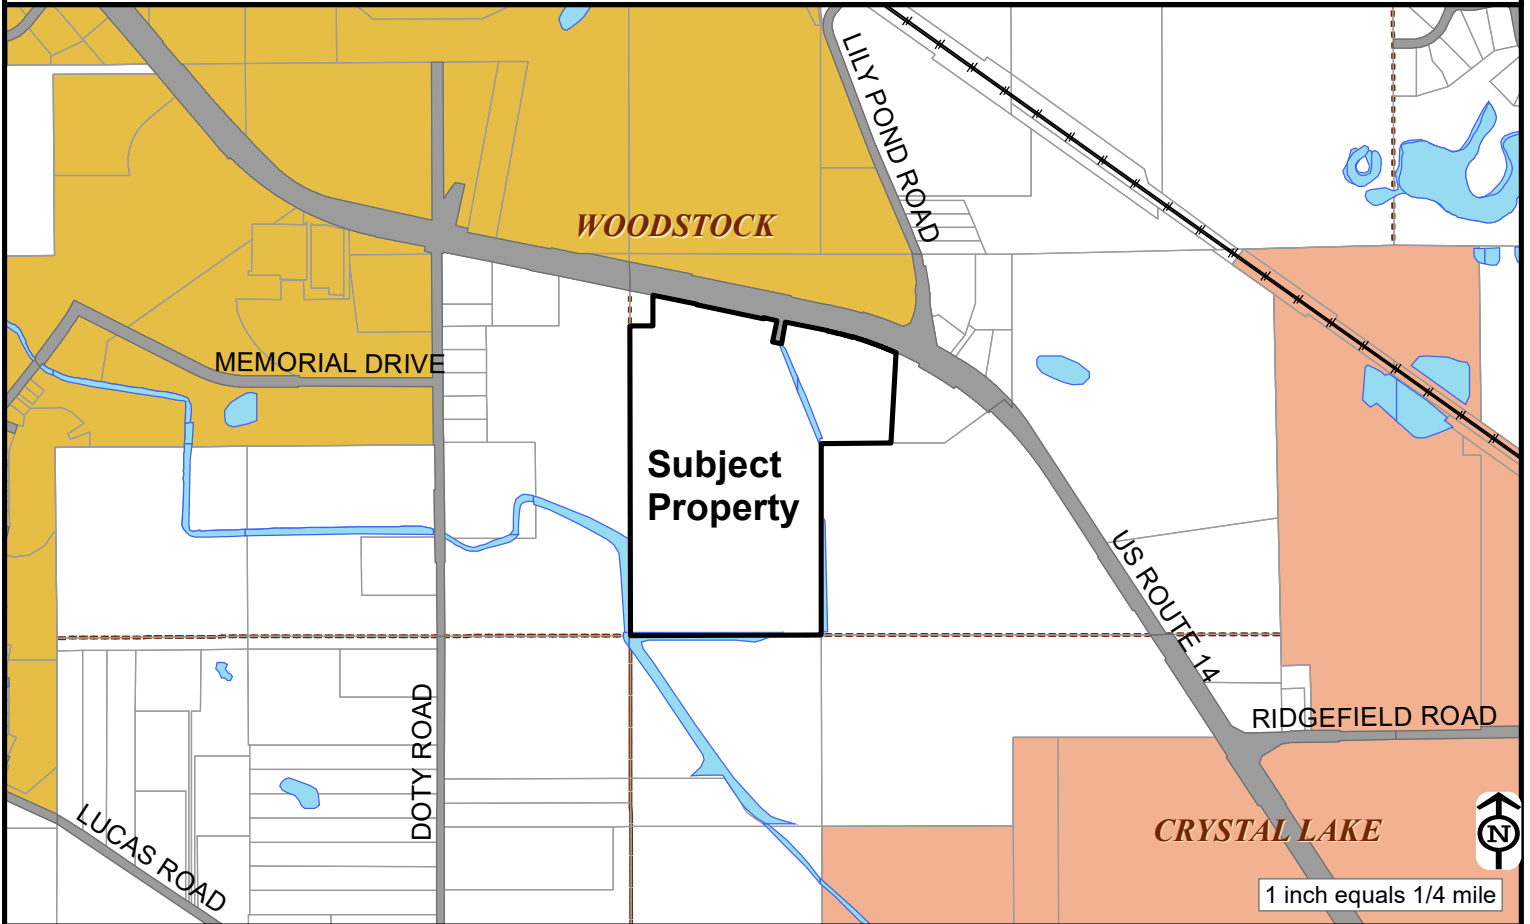 LILY POND ROAD
WOODSTOCK
MEMORIAL DRIVE
Subject
Property
US ROUTE 14
DOTY ROAD
RIDGEFIELD ROAD
LUCAS ROAD
CRYSTAL LAKE
N
1 inch equals 1/4 mile